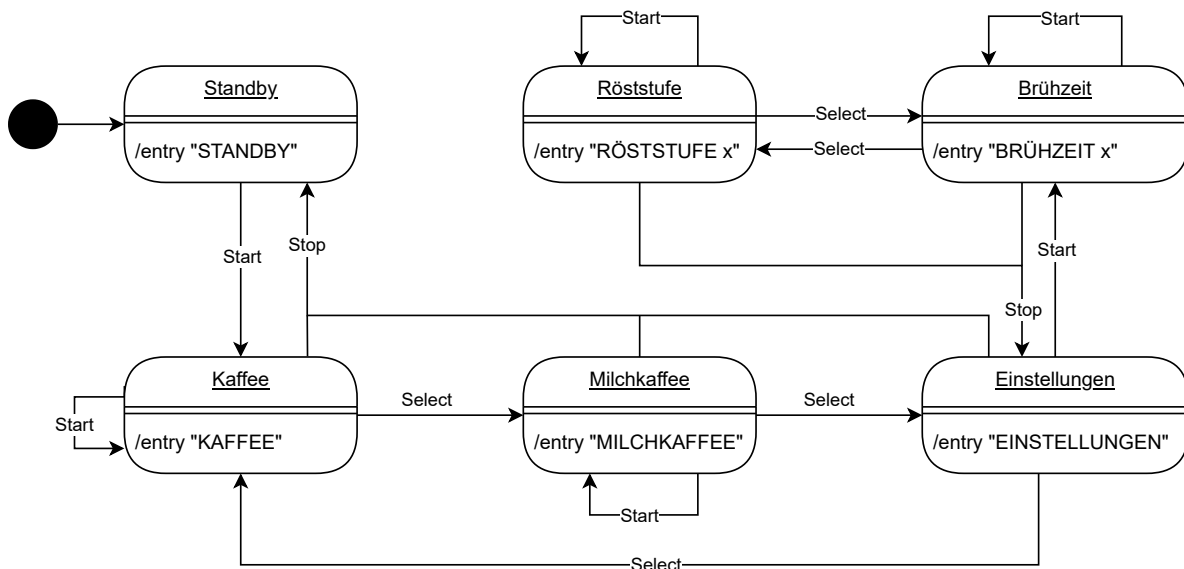 Start
Start
Standby
Röststufe
Brühzeit
Select
/entry "STANDBY"
/entry "RÖSTSTUFE x"
Select
/entry "BRÜHZEIT x"
Start
Stop
Start
Stop
Kaffee
Milchkaffee
Einstellungen
Select
Select
Start
/entry "KAFFEE"
/entry "MILCHKAFFEE"
/entry "EINSTELLUNGEN"
Start
Select